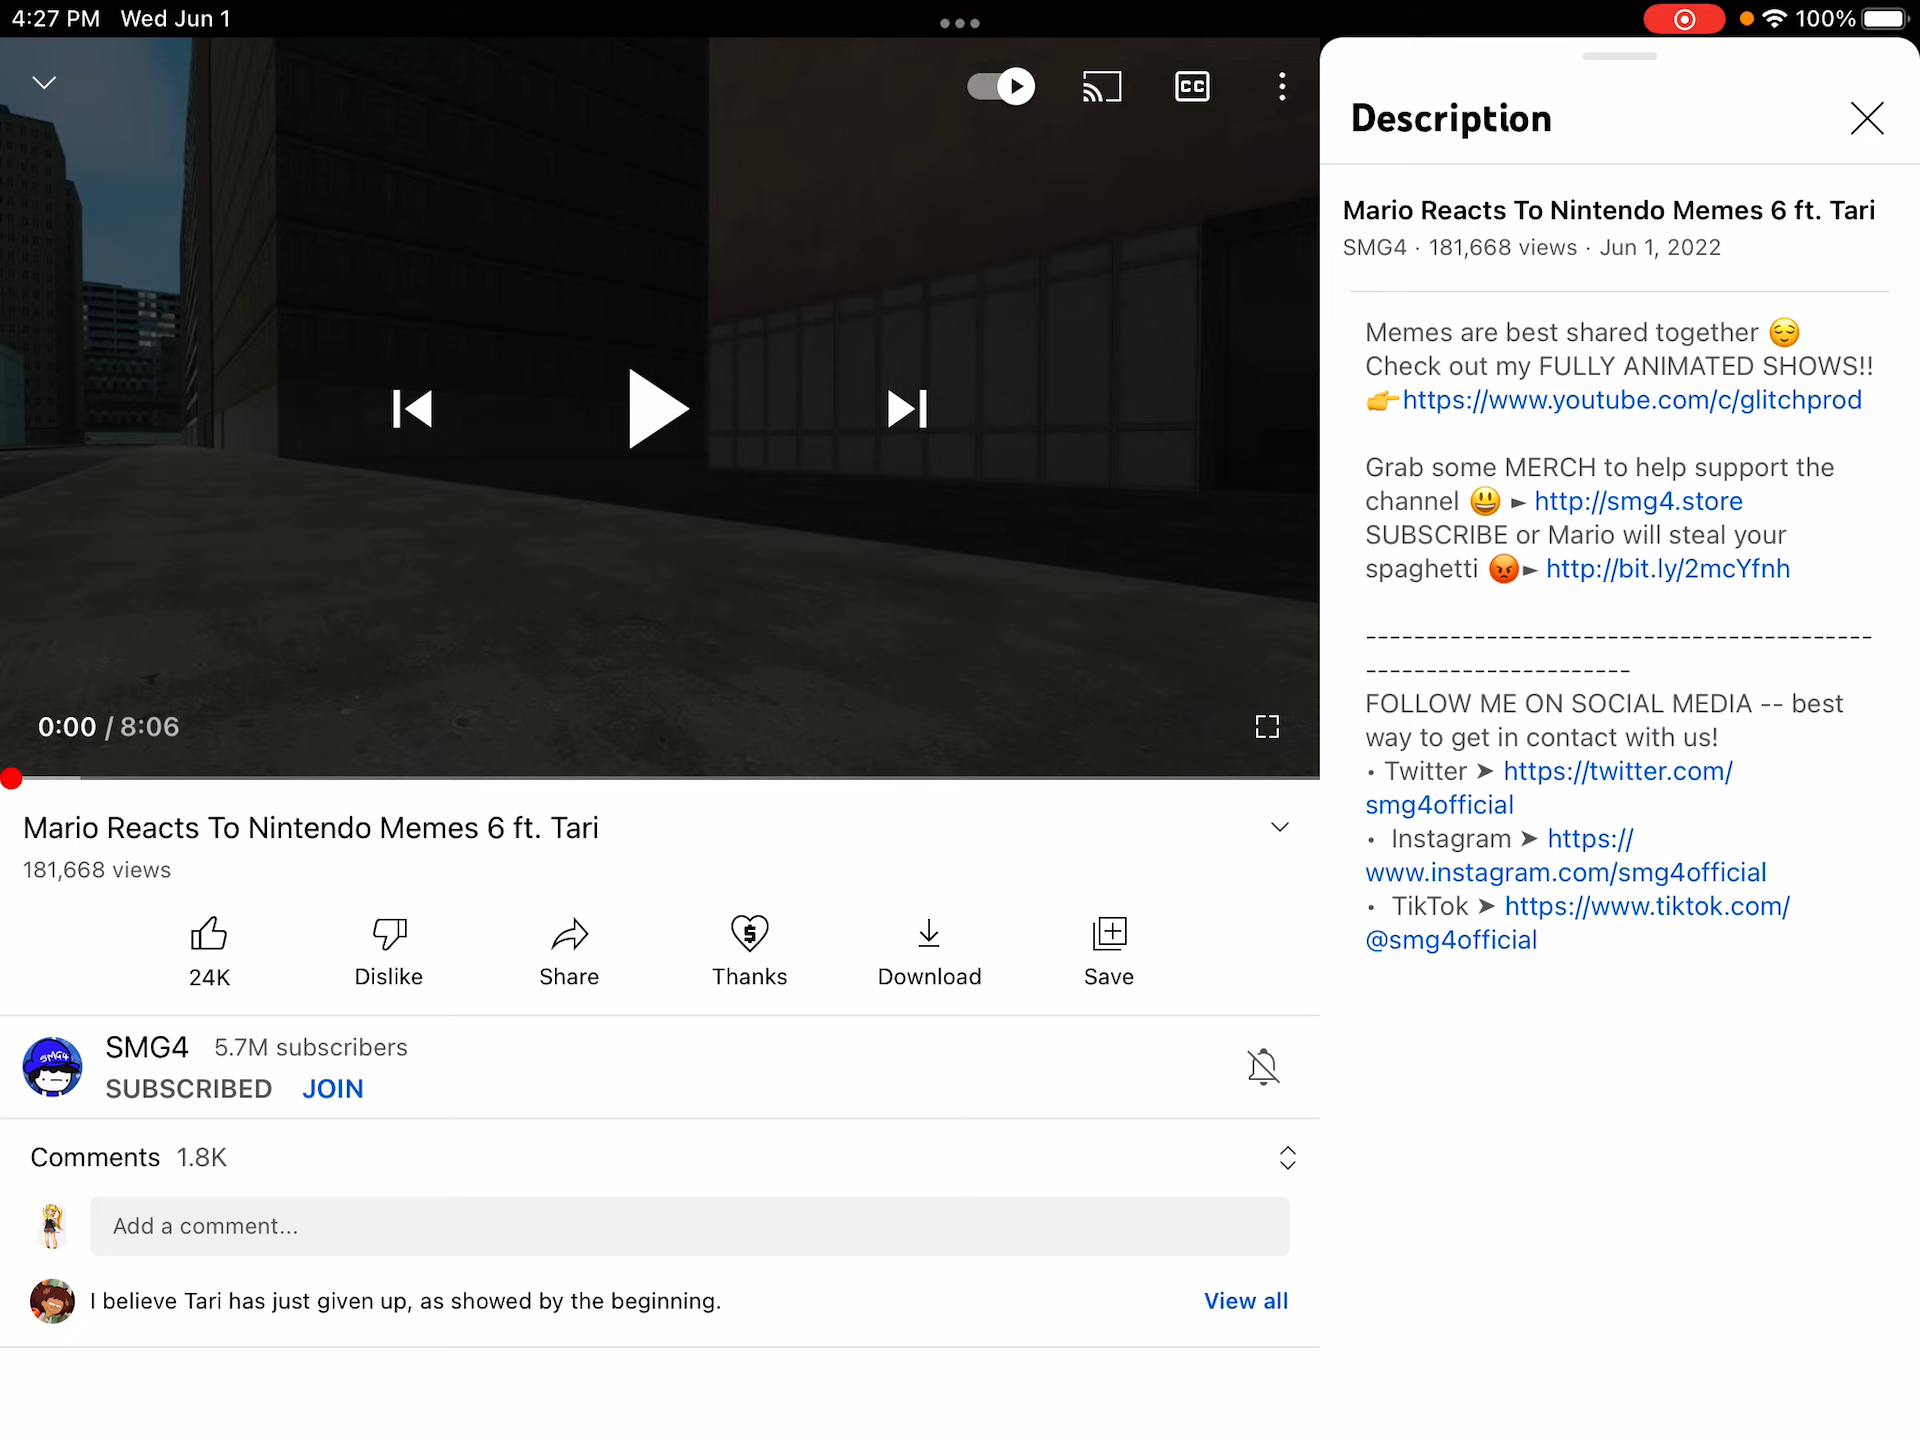 4:27 PM Wed Jun 1
100%
CC
0:00 / 8:06
Mario Reacts To Nintendo Memes 6 ft. Tari
181,668 views
24K
Dislike
Share
Thanks
Download
Save
SMG4
SMG4 5.7M subscribers
SUBSCRIBED JOIN
Comments 1.8K
Add a comment...
I believe Tari has just given up, as showed by the beginning.
View all
Description
Mario Reacts To Nintendo Memes 6 ft. Tari
SMG4 · 181,668 views · Jun 1, 2022
Memes are best shared together 😌
Check out my FULLY ANIMATED SHOWS!!
👉https://www.youtube.com/c/glitchprod
Grab some MERCH to help support the
channel 😃 ► http://smg4.store
SUBSCRIBE or Mario will steal your
spaghetti 😡► http://bit.ly/2mcYfnh
------------------------------------------
----------------------
FOLLOW ME ON SOCIAL MEDIA -- best
way to get in contact with us!
• Twitter ➤ https://twitter.com/
smg4official
• Instagram ➤ https://
www.instagram.com/smg4official
• TikTok ➤ https://www.tiktok.com/
@smg4official